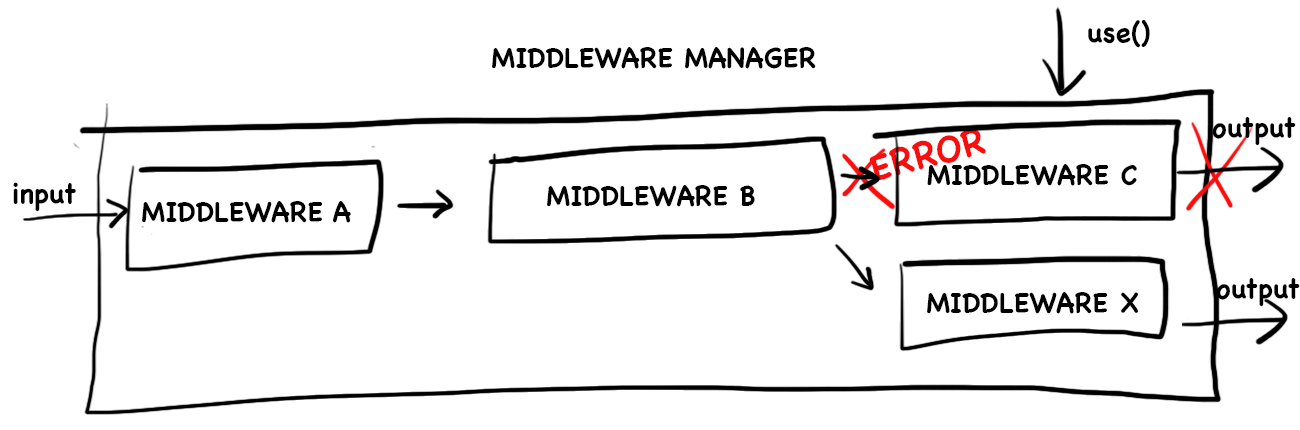 MIDDLEWARE MANAGER
use()
input
MIDDLEWARE A
MIDDLEWARE B
ERROR
MIDDLEWARE C
output
MIDDLEWARE X
output